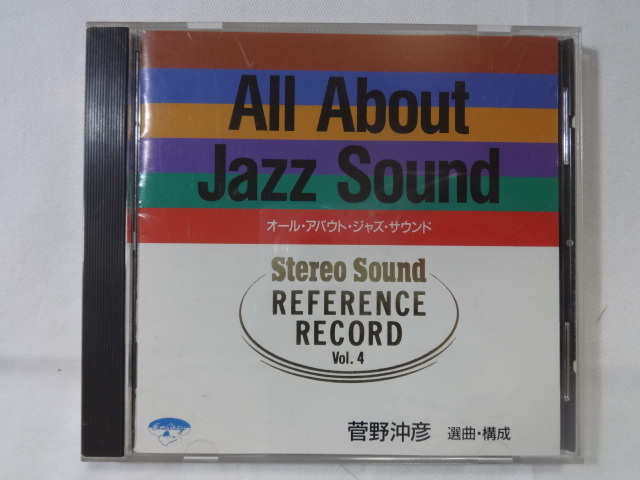 All About
Jazz Sound
オール・アバウト・ジャズ・サウンド
Stereo Sound
REFERENCE
RECORD
Vol. 4
EmArcy
菅野沖彦 選曲・構成